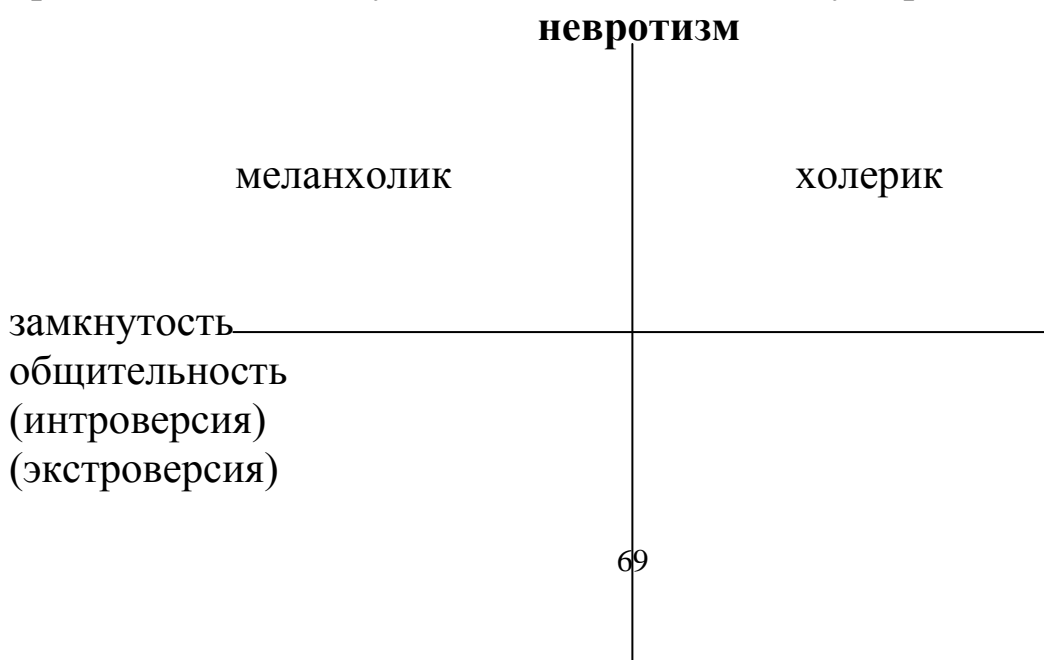 невротизм
меланхолик холерик
замкнутость
общительность
(интроверсия)
(экстроверсия)
69